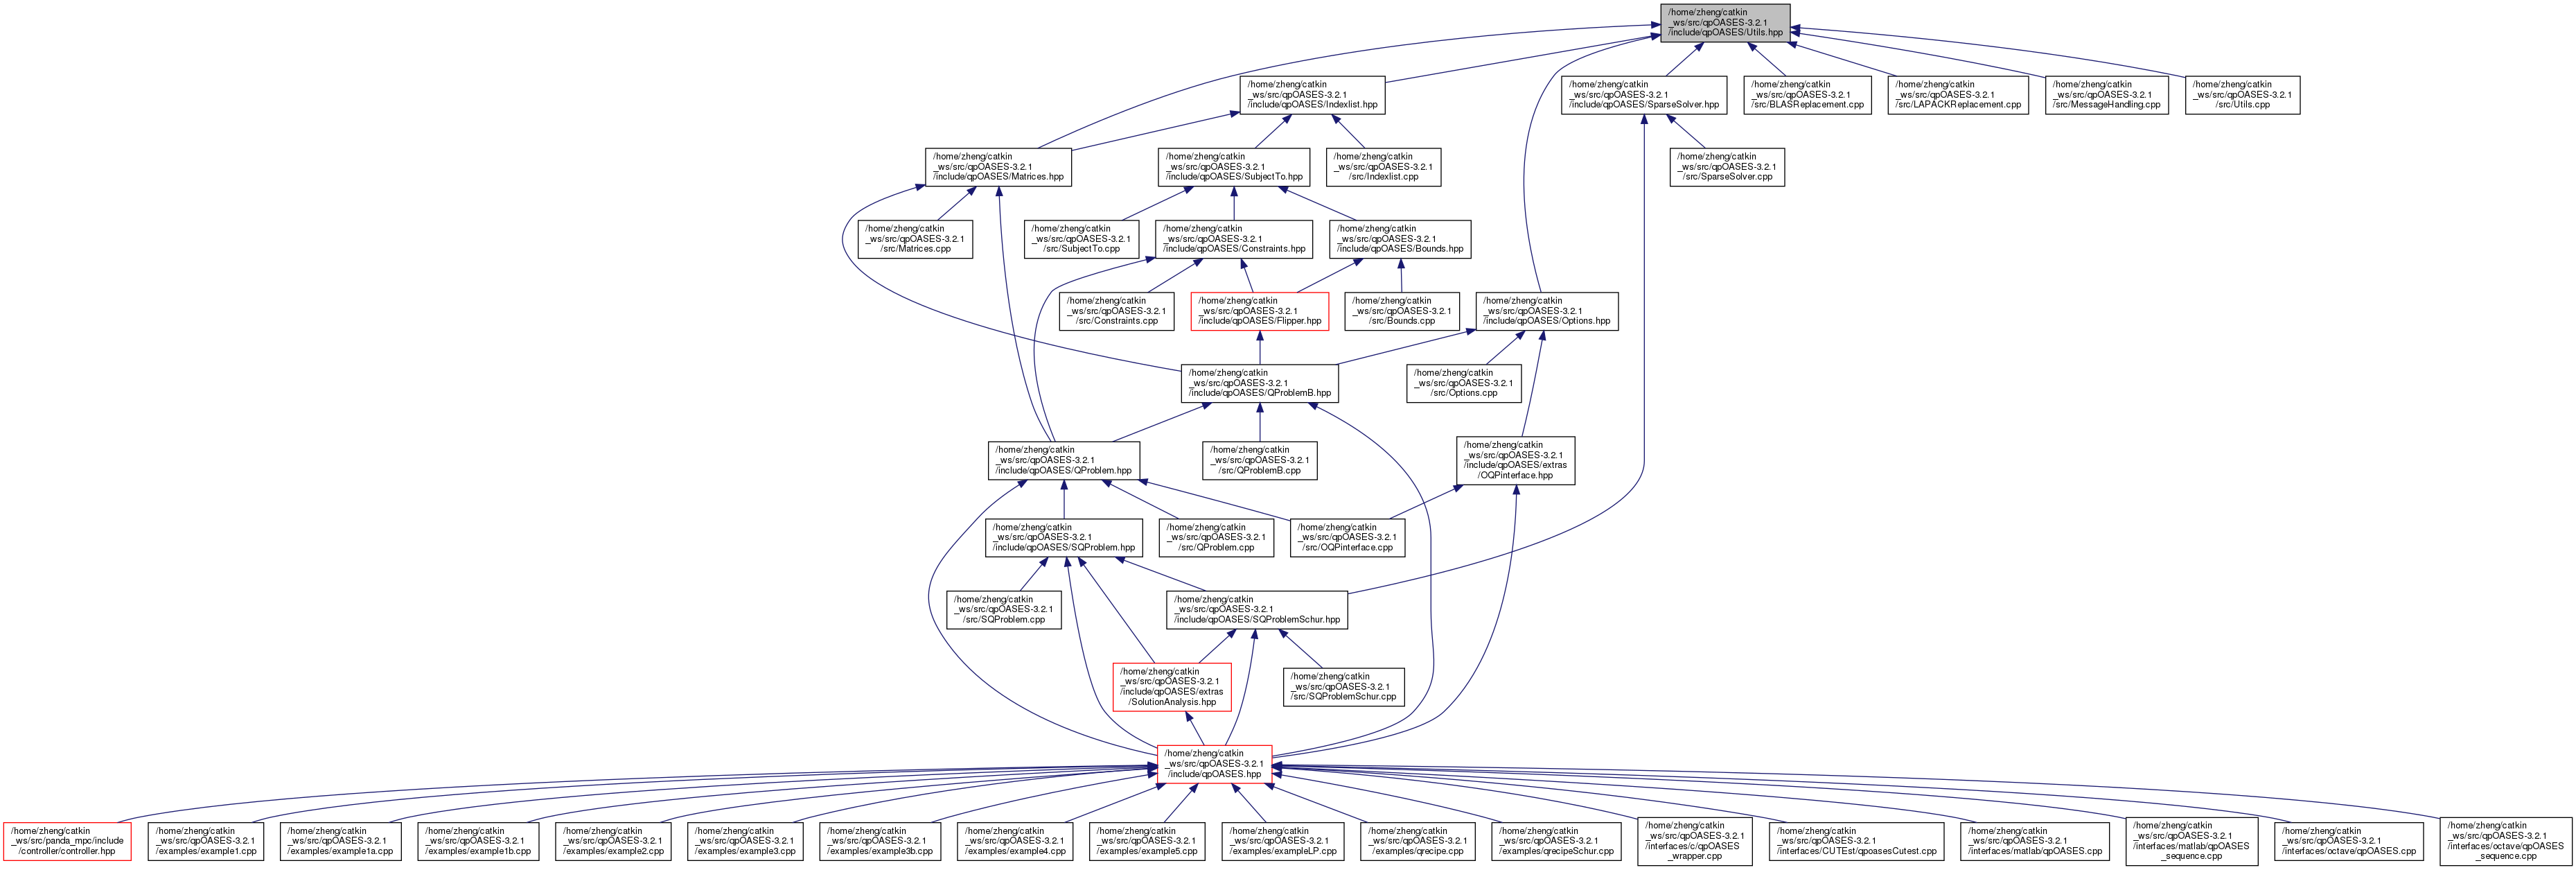 /home/zheng/catkin
_ws/src/qpOASES-3.2.1
/include/qpOASES/Utils.hpp
/home/zheng/catkin
_ws/src/qpOASES-3.2.1
/include/qpOASES/Indexlist.hpp
/home/zheng/catkin
_ws/src/qpOASES-3.2.1
/include/qpOASES/SparseSolver.hpp
/home/zheng/catkin
_ws/src/qpOASES-3.2.1
/src/BLASReplacement.cpp
/home/zheng/catkin
_ws/src/qpOASES-3.2.1
/src/LAPACKReplacement.cpp
/home/zheng/catkin
_ws/src/qpOASES-3.2.1
/src/MessageHandling.cpp
/home/zheng/catkin
_ws/src/qpOASES-3.2.1
/src/Utils.cpp
/home/zheng/catkin
_ws/src/qpOASES-3.2.1
/include/qpOASES/Matrices.hpp
/home/zheng/catkin
_ws/src/qpOASES-3.2.1
/include/qpOASES/SubjectTo.hpp
/home/zheng/catkin
_ws/src/qpOASES-3.2.1
/src/Indexlist.cpp
/home/zheng/catkin
_ws/src/qpOASES-3.2.1
/src/SparseSolver.cpp
/home/zheng/catkin
_ws/src/qpOASES-3.2.1
/src/Matrices.cpp
/home/zheng/catkin
_ws/src/qpOASES-3.2.1
/src/SubjectTo.cpp
/home/zheng/catkin
_ws/src/qpOASES-3.2.1
/include/qpOASES/Constraints.hpp
/home/zheng/catkin
_ws/src/qpOASES-3.2.1
/include/qpOASES/Bounds.hpp
/home/zheng/catkin
_ws/src/qpOASES-3.2.1
/src/Constraints.cpp
/home/zheng/catkin
_ws/src/qpOASES-3.2.1
/include/qpOASES/Flipper.hpp
/home/zheng/catkin
_ws/src/qpOASES-3.2.1
/src/Bounds.cpp
/home/zheng/catkin
_ws/src/qpOASES-3.2.1
/include/qpOASES/Options.hpp
/home/zheng/catkin
_ws/src/qpOASES-3.2.1
/include/qpOASES/QProblemB.hpp
/home/zheng/catkin
_ws/src/qpOASES-3.2.1
/src/Options.cpp
/home/zheng/catkin
_ws/src/qpOASES-3.2.1
/include/qpOASES/QProblem.hpp
/home/zheng/catkin
_ws/src/qpOASES-3.2.1
/src/QProblemB.cpp
/home/zheng/catkin
_ws/src/qpOASES-3.2.1
/include/qpOASES/extras
/OQPinterface.hpp
/home/zheng/catkin
_ws/src/qpOASES-3.2.1
/include/qpOASES/SQProblem.hpp
/home/zheng/catkin
_ws/src/qpOASES-3.2.1
/src/QProblem.cpp
/home/zheng/catkin
_ws/src/qpOASES-3.2.1
/src/OQPinterface.cpp
/home/zheng/catkin
_ws/src/qpOASES-3.2.1
/src/SQProblem.cpp
/home/zheng/catkin
_ws/src/qpOASES-3.2.1
/include/qpOASES/SQProblemSchur.hpp
/home/zheng/catkin
_ws/src/qpOASES-3.2.1
/include/qpOASES/extras
/SolutionAnalysis.hpp
/home/zheng/catkin
_ws/src/qpOASES-3.2.1
/src/SQProblemSchur.cpp
/home/zheng/catkin
_ws/src/qpOASES-3.2.1
/include/qpOASES.hpp
/home/zheng/catkin
_ws/src/panda_mpc/include
/controller/controller.hpp
/home/zheng/catkin
_ws/src/qpOASES-3.2.1
/examples/example1.cpp
/home/zheng/catkin
_ws/src/qpOASES-3.2.1
/examples/example1a.cpp
/home/zheng/catkin
_ws/src/qpOASES-3.2.1
/examples/example1b.cpp
/home/zheng/catkin
_ws/src/qpOASES-3.2.1
/examples/example2.cpp
/home/zheng/catkin
_ws/src/qpOASES-3.2.1
/examples/example3.cpp
/home/zheng/catkin
_ws/src/qpOASES-3.2.1
/examples/example3b.cpp
/home/zheng/catkin
_ws/src/qpOASES-3.2.1
/examples/example4.cpp
/home/zheng/catkin
_ws/src/qpOASES-3.2.1
/examples/example5.cpp
/home/zheng/catkin
_ws/src/qpOASES-3.2.1
/examples/exampleLP.cpp
/home/zheng/catkin
_ws/src/qpOASES-3.2.1
/examples/qrecipe.cpp
/home/zheng/catkin
_ws/src/qpOASES-3.2.1
/examples/qrecipeSchur.cpp
/home/zheng/catkin
_ws/src/qpOASES-3.2.1
/interfaces/c/qpOASES
_wrapper.cpp
/home/zheng/catkin
_ws/src/qpOASES-3.2.1
/interfaces/CUTEst/qpoasesCutest.cpp
/home/zheng/catkin
_ws/src/qpOASES-3.2.1
/interfaces/matlab/qpOASES.cpp
/home/zheng/catkin
_ws/src/qpOASES-3.2.1
/interfaces/matlab/qpOASES
_sequence.cpp
/home/zheng/catkin
_ws/src/qpOASES-3.2.1
/interfaces/octave/qpOASES.cpp
/home/zheng/catkin
_ws/src/qpOASES-3.2.1
/interfaces/octave/qpOASES
_sequence.cpp